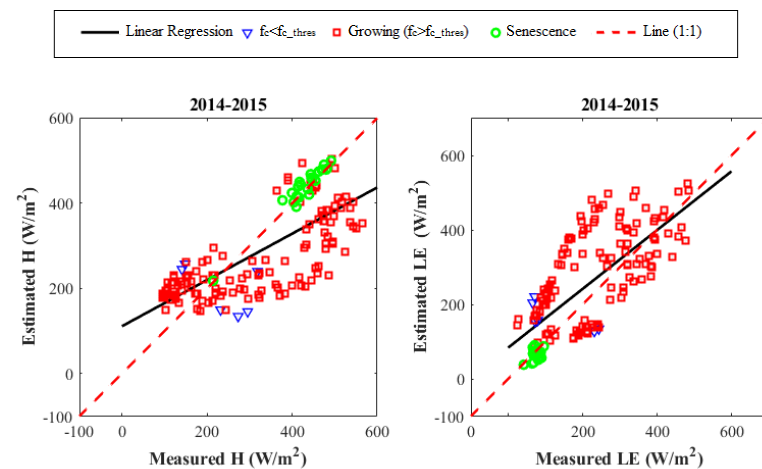 Linear Regression fc<fc_thres Growing (fc>fc_thres) Senescence Line (1:1)
2014-2015
600
400
200
0
-100
-100 0 200 400 600
Estimated H (W/m²)
Measured H (W/m²)
2014-2015
600
400
200
0
-100
-100 0 200 400 600
Estimated LE (W/m²)
Measured LE (W/m²)